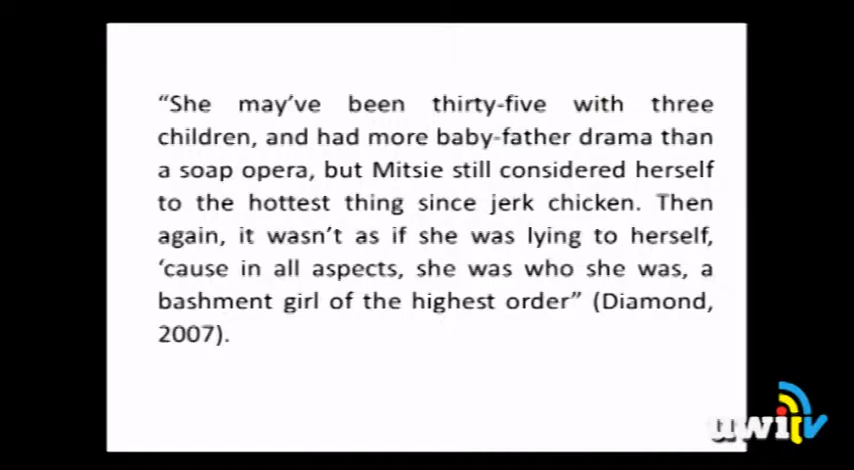 “She may’ve been thirty-five with three
children, and had more baby-father drama than
a soap opera, but Mitsie still considered herself
to the hottest thing since jerk chicken. Then
again, it wasn’t as if she was lying to herself,
‘cause in all aspects, she was who she was, a
bashment girl of the highest order” (Diamond,
2007).
uwitv